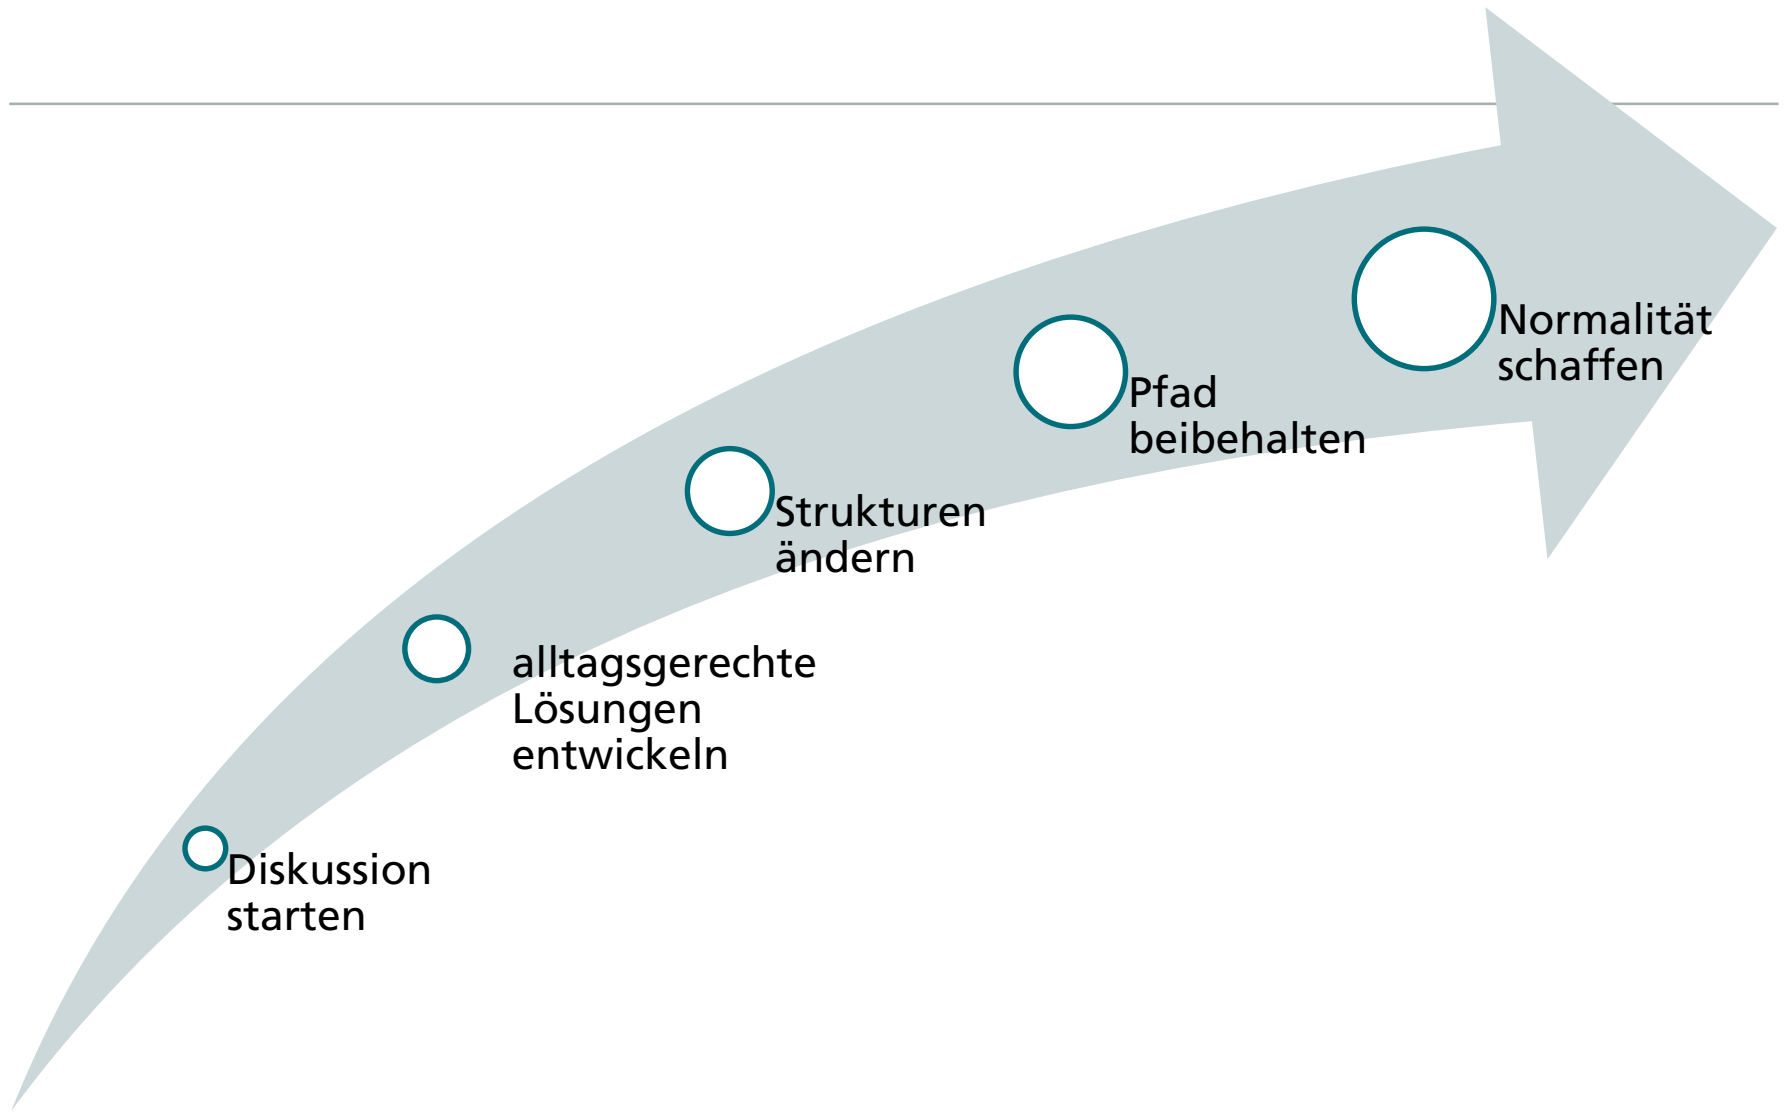 Diskussion
starten
alltagsgerechte
Lösungen
entwickeln
Strukturen
ändern
Pfad
beibehalten
Normalität
schaffen